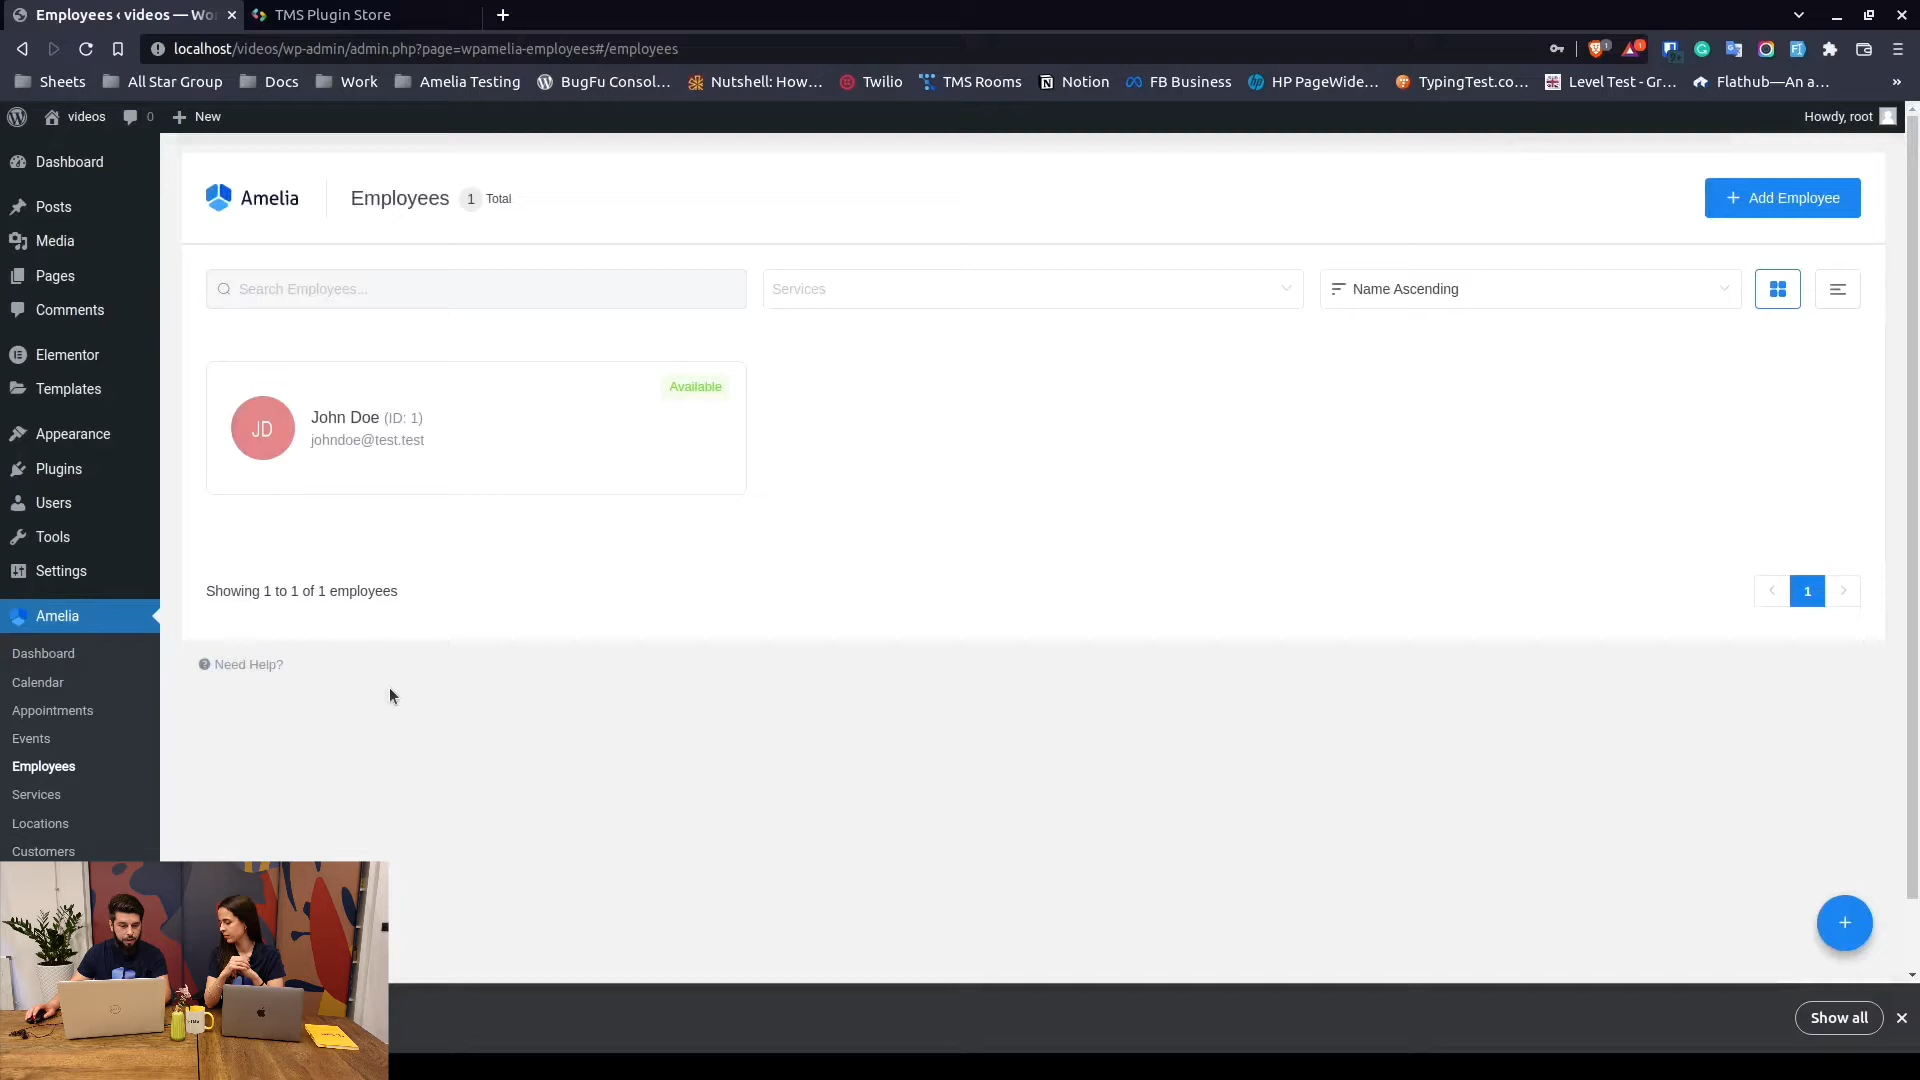 Employees ‹ videos — Wo
TMS Plugin Store
localhost/videos/wp-admin/admin.php?page=wpamelia-employees#/employees
Sheets
All Star Group
Docs
Work
Amelia Testing
BugFu Consol...
Nutshell: How...
Twilio
TMS Rooms
Notion
FB Business
HP PageWide...
TypingTest.co...
Level Test - Gr...
Flathub—An a...
»
videos
0
New
Howdy, root
Dashboard
Posts
Media
Pages
Comments
Elementor
Templates
Appearance
Plugins
Users
Tools
Settings
Amelia
Dashboard
Calendar
Appointments
Events
Employees
Services
Locations
Customers
Amelia
Employees
1 Total
+ Add Employee
Search Employees...
Services
Name Ascending
Available
JD
John Doe (ID: 1)
johndoe@test.test
Showing 1 to 1 of 1 employees
1
Need Help?
+
Show all